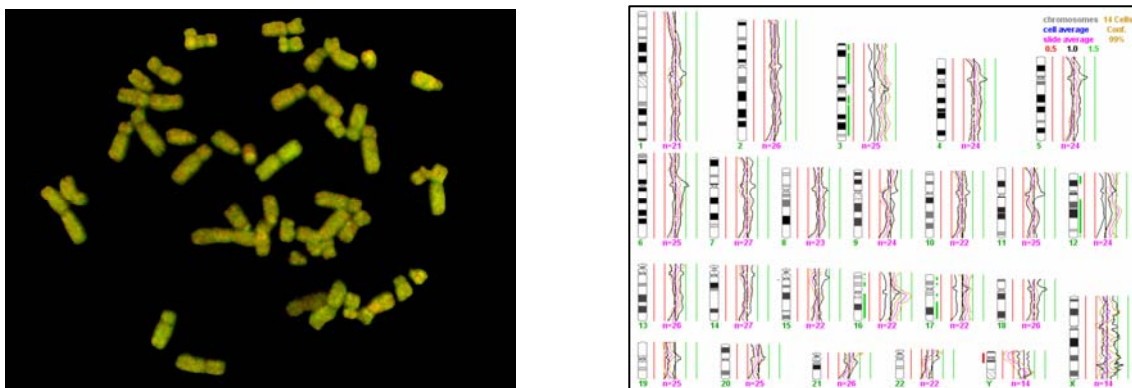 chromosomes 14 Cells
cell average Conf.
slide average 99%
0.5 1.0 1.5
1 n=21 2 n=26 3 n=25 4 n=24 5 n=24
6 n=25 7 n=27 8 n=23 9 n=24 10 n=22 11 n=25 12 n=24
13 n=26 14 n=27 15 n=22 16 n=22 17 n=22 18 n=26
19 n=25 20 n=25 21 n=26 22 n=22 Y n=14 X n=14